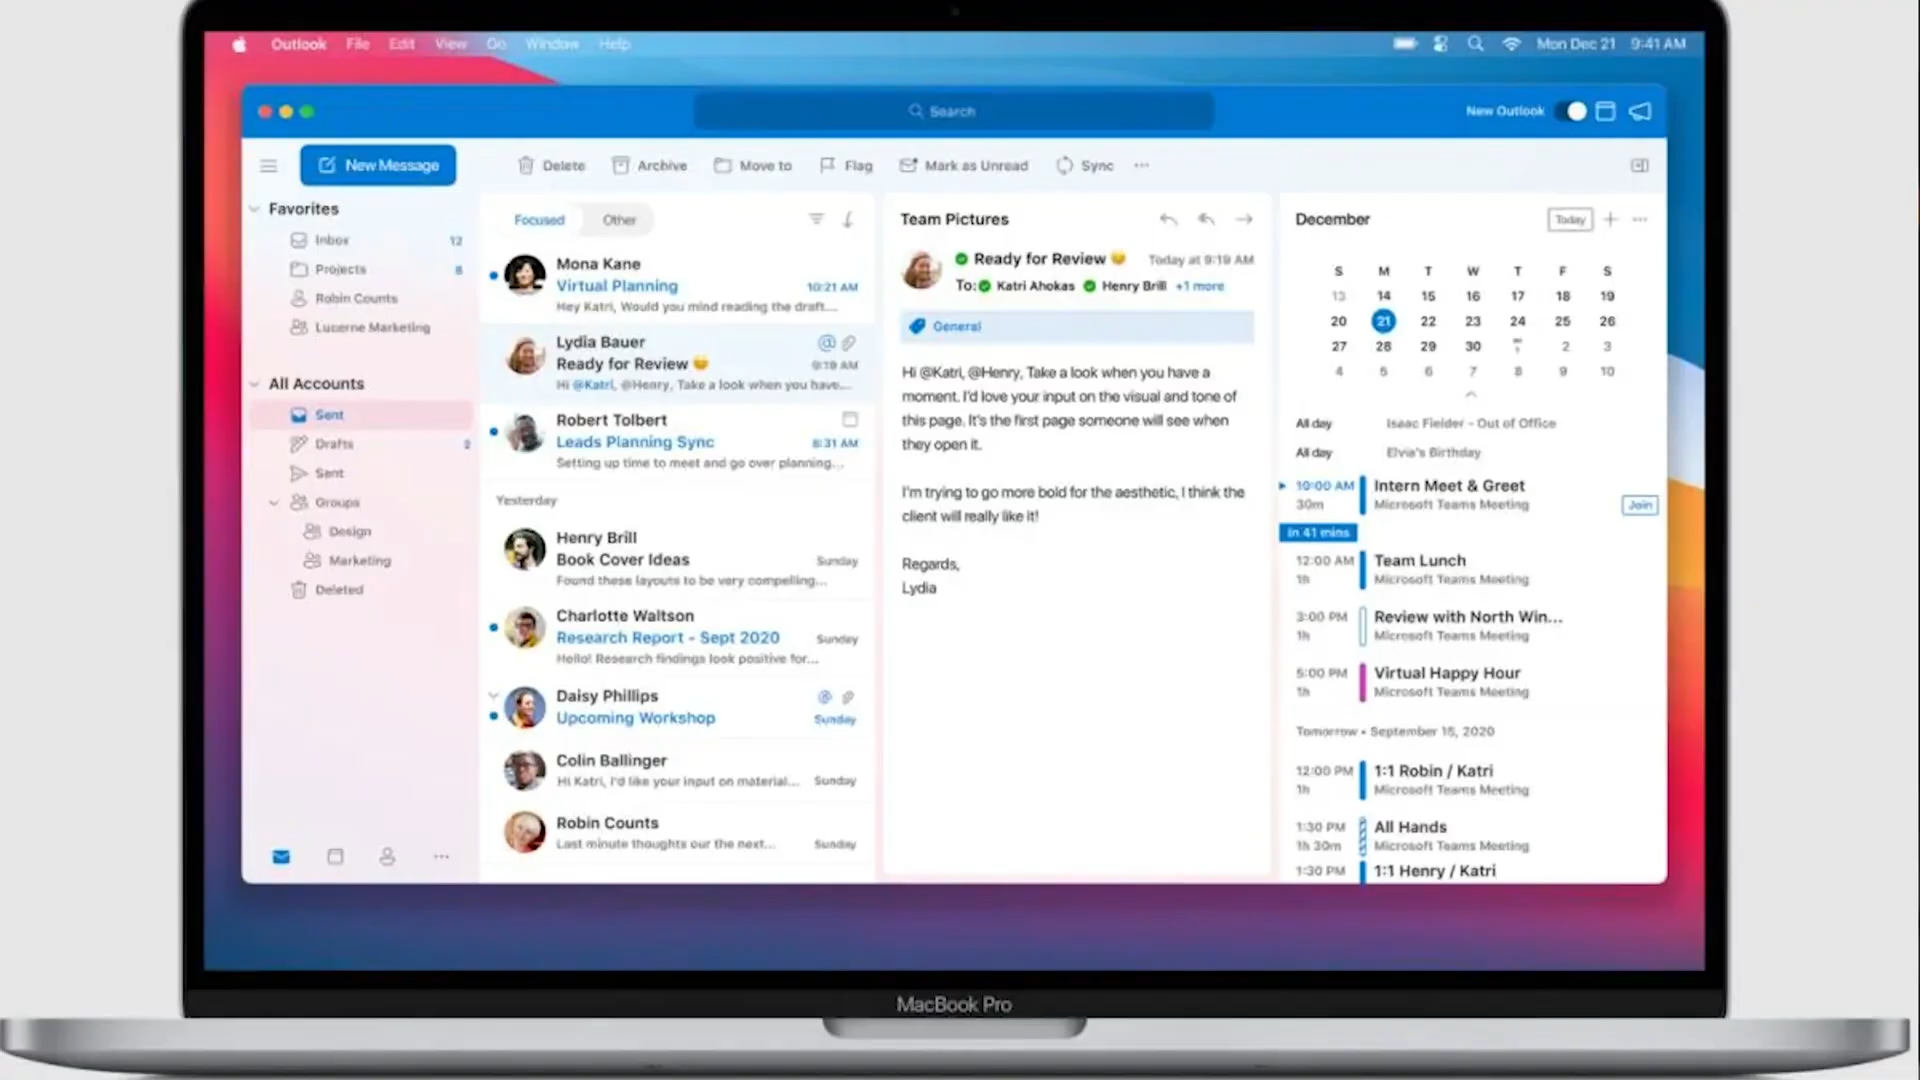 Outlook File Edit View Go Window Help
Mon Dec 21 9:41 AM
Search
New Outlook
New Message
Delete Archive Move to Flag Mark as Unread Sync
Favorites
Inbox 12
Projects 8
Robin Counts
Lucerne Marketing
All Accounts
Sent
Drafts 2
Sent
Groups
Design
Marketing
Deleted
Focused Other
Mona Kane
Virtual Planning 10:21 AM
Hey Katri, Would you mind reading the draft....
Lydia Bauer
Ready for Review 9:19 AM
Hi @Katri, @Henry, Take a look when you have...
Robert Tolbert
Leads Planning Sync 8:31 AM
Setting up time to meet and go over planning...
Yesterday
Henry Brill
Book Cover Ideas Sunday
Found these layouts to be very compelling...
Charlotte Waltson
Research Report - Sept 2020 Sunday
Hello! Research findings look positive for...
Daisy Phillips
Upcoming Workshop Sunday
Colin Ballinger
Hi Katri, I'd like your input on material... Sunday
Robin Counts
Last minute thoughts our the next... Sunday
Team Pictures
Ready for Review Today at 9:19 AM
To: Katri Ahokas Henry Brill +1 more
General
Hi @Katri, @Henry, Take a look when you have a
moment. I'd love your input on the visual and tone of
this page. It's the first page someone will see when
they open it.
I'm trying to go more bold for the aesthetic, I think the
client will really like it!
Regards,
Lydia
December Today
S M T W T F S
13 14 15 16 17 18 19
20 21 22 23 24 25 26
27 28 29 30 1 2 3
4 5 6 7 8 9 10
All day Isaac Fielder - Out of Office
All day Elvia's Birthday
10:00 AM Intern Meet & Greet
30m Microsoft Teams Meeting Join
In 41 mins
12:00 AM Team Lunch
1h Microsoft Teams Meeting
3:00 PM Review with North Win...
1h Microsoft Teams Meeting
5:00 PM Virtual Happy Hour
1h Microsoft Teams Meeting
Tomorrow • September 15, 2020
12:00 PM 1:1 Robin / Katri
1h Microsoft Teams Meeting
1:30 PM All Hands
1h 30m Microsoft Teams Meeting
1:30 PM 1:1 Henry / Katri
MacBook Pro